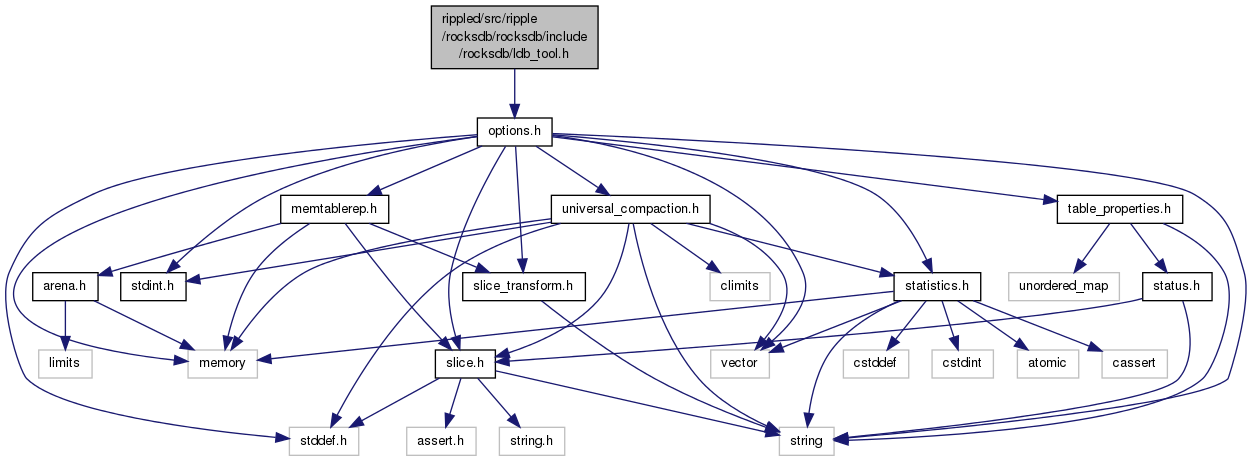 rippled/src/ripple
/rocksdb/rocksdb/include
/rocksdb/ldb_tool.h
options.h
memtablerep.h
universal_compaction.h
table_properties.h
arena.h
stdint.h
slice_transform.h
climits
statistics.h
unordered_map
status.h
limits
memory
slice.h
vector
cstddef
cstdint
atomic
cassert
stddef.h
assert.h
string.h
string